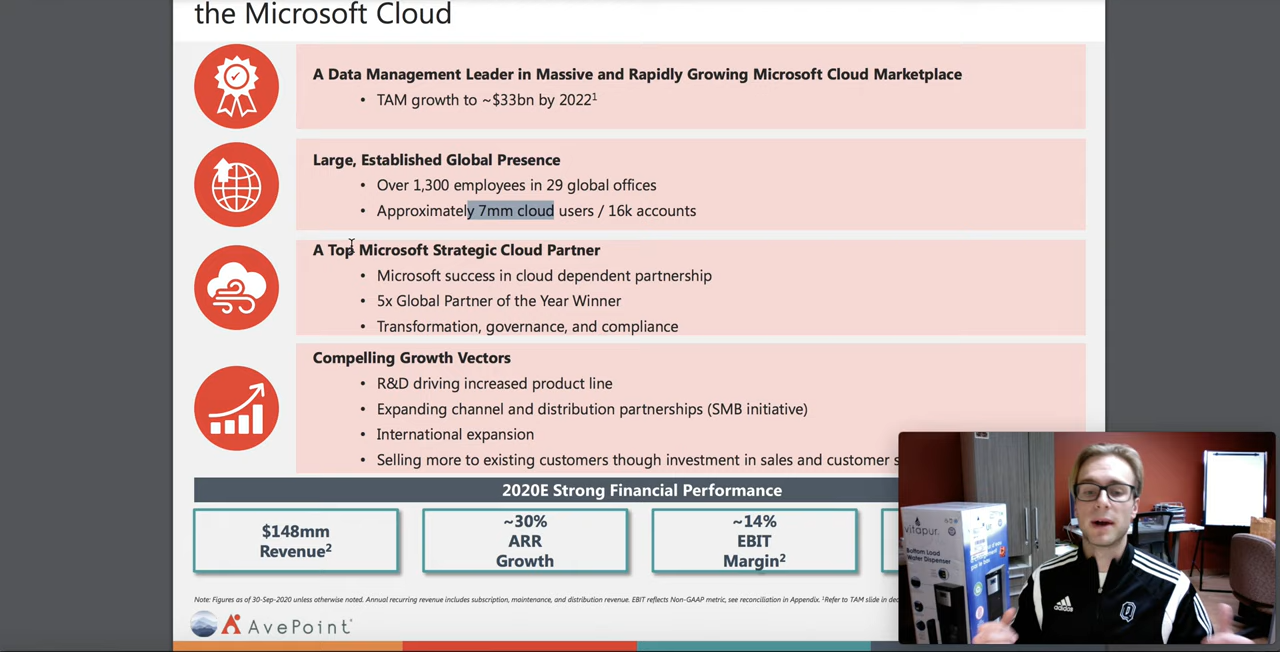 the Microsoft Cloud
A Data Management Leader in Massive and Rapidly Growing Microsoft Cloud Marketplace
• TAM growth to ~$33bn by 2022¹
Large, Established Global Presence
• Over 1,300 employees in 29 global offices
• Approximately 7mm cloud users / 16k accounts
A Top Microsoft Strategic Cloud Partner
• Microsoft success in cloud dependent partnership
• 5x Global Partner of the Year Winner
• Transformation, governance, and compliance
Compelling Growth Vectors
• R&D driving increased product line
• Expanding channel and distribution partnerships (SMB initiative)
• International expansion
• Selling more to existing customers though investment in sales and customer s
2020E Strong Financial Performance
$148mm
Revenue²
~30%
ARR
Growth
~14%
EBIT
Margin²
Note: Figures as of 30-Sep-2020 unless otherwise noted. Annual recurring revenue includes subscription, maintenance, and distribution revenue. EBIT reflects Non-GAAP metric, see reconciliation in Appendix. ¹Refer to TAM slide in dec
AvePoint
vitapur
Bottom Load
Water Dispenser
adidas